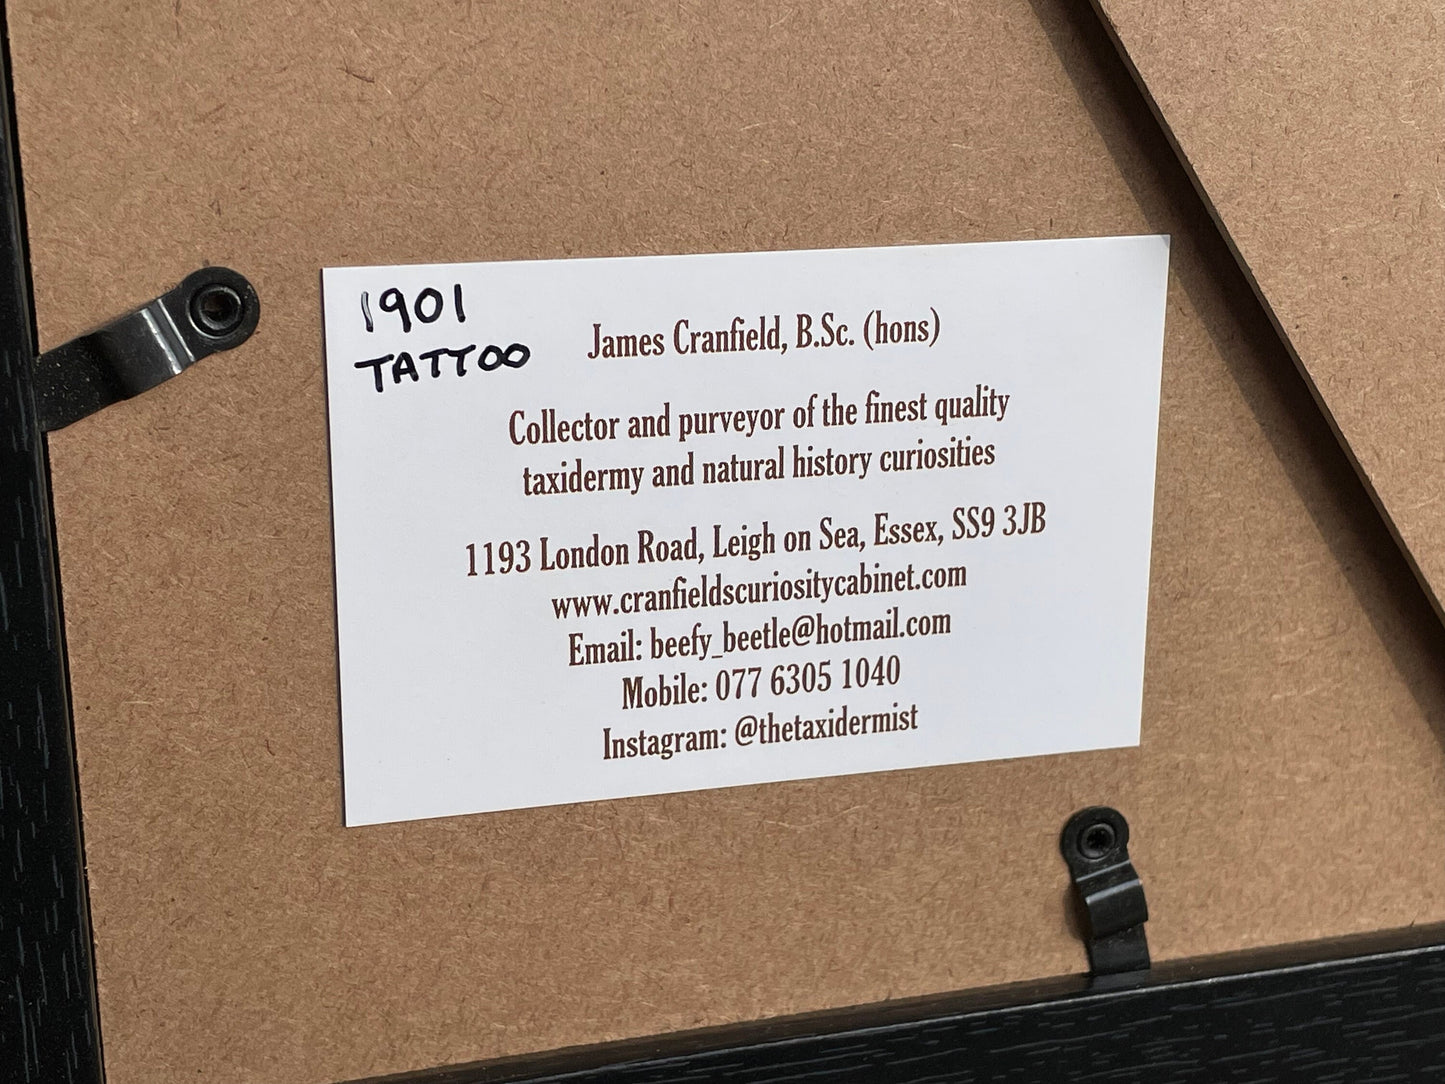 1901
TATTOO
James Cranfield, B.Sc. (hons)
Collector and purveyor of the finest quality
taxidermy and natural history curiosities
1193 London Road, Leigh on Sea, Essex, SS9 3JB
www.cranfieldscuriositycabinet.com
Email: beefy_beetle@hotmail.com
Mobile: 077 6305 1040
Instagram: @thetaxidermist